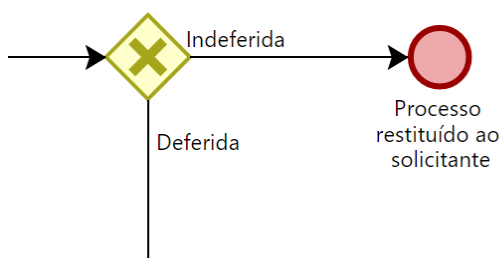 Indeferida
Deferida
Processo
restituído ao
solicitante